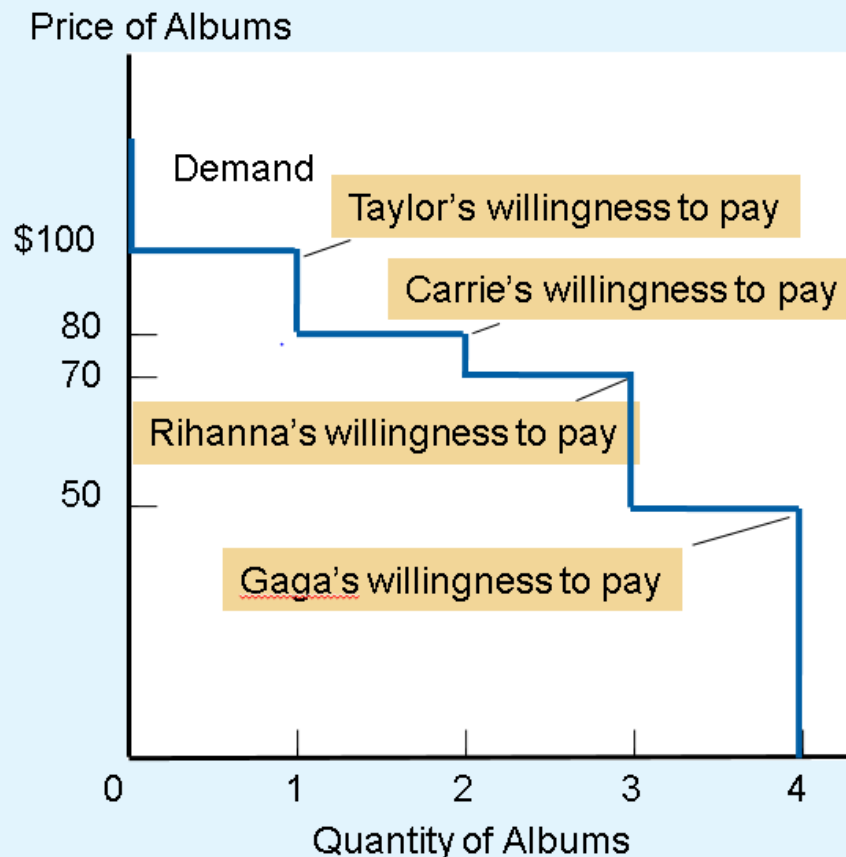 Price of Albums
Demand
Taylor's willingness to pay
$100
Carrie's willingness to pay
80
70
Rihanna's willingness to pay
50
Gaga's willingness to pay
0 1 2 3 4
Quantity of Albums